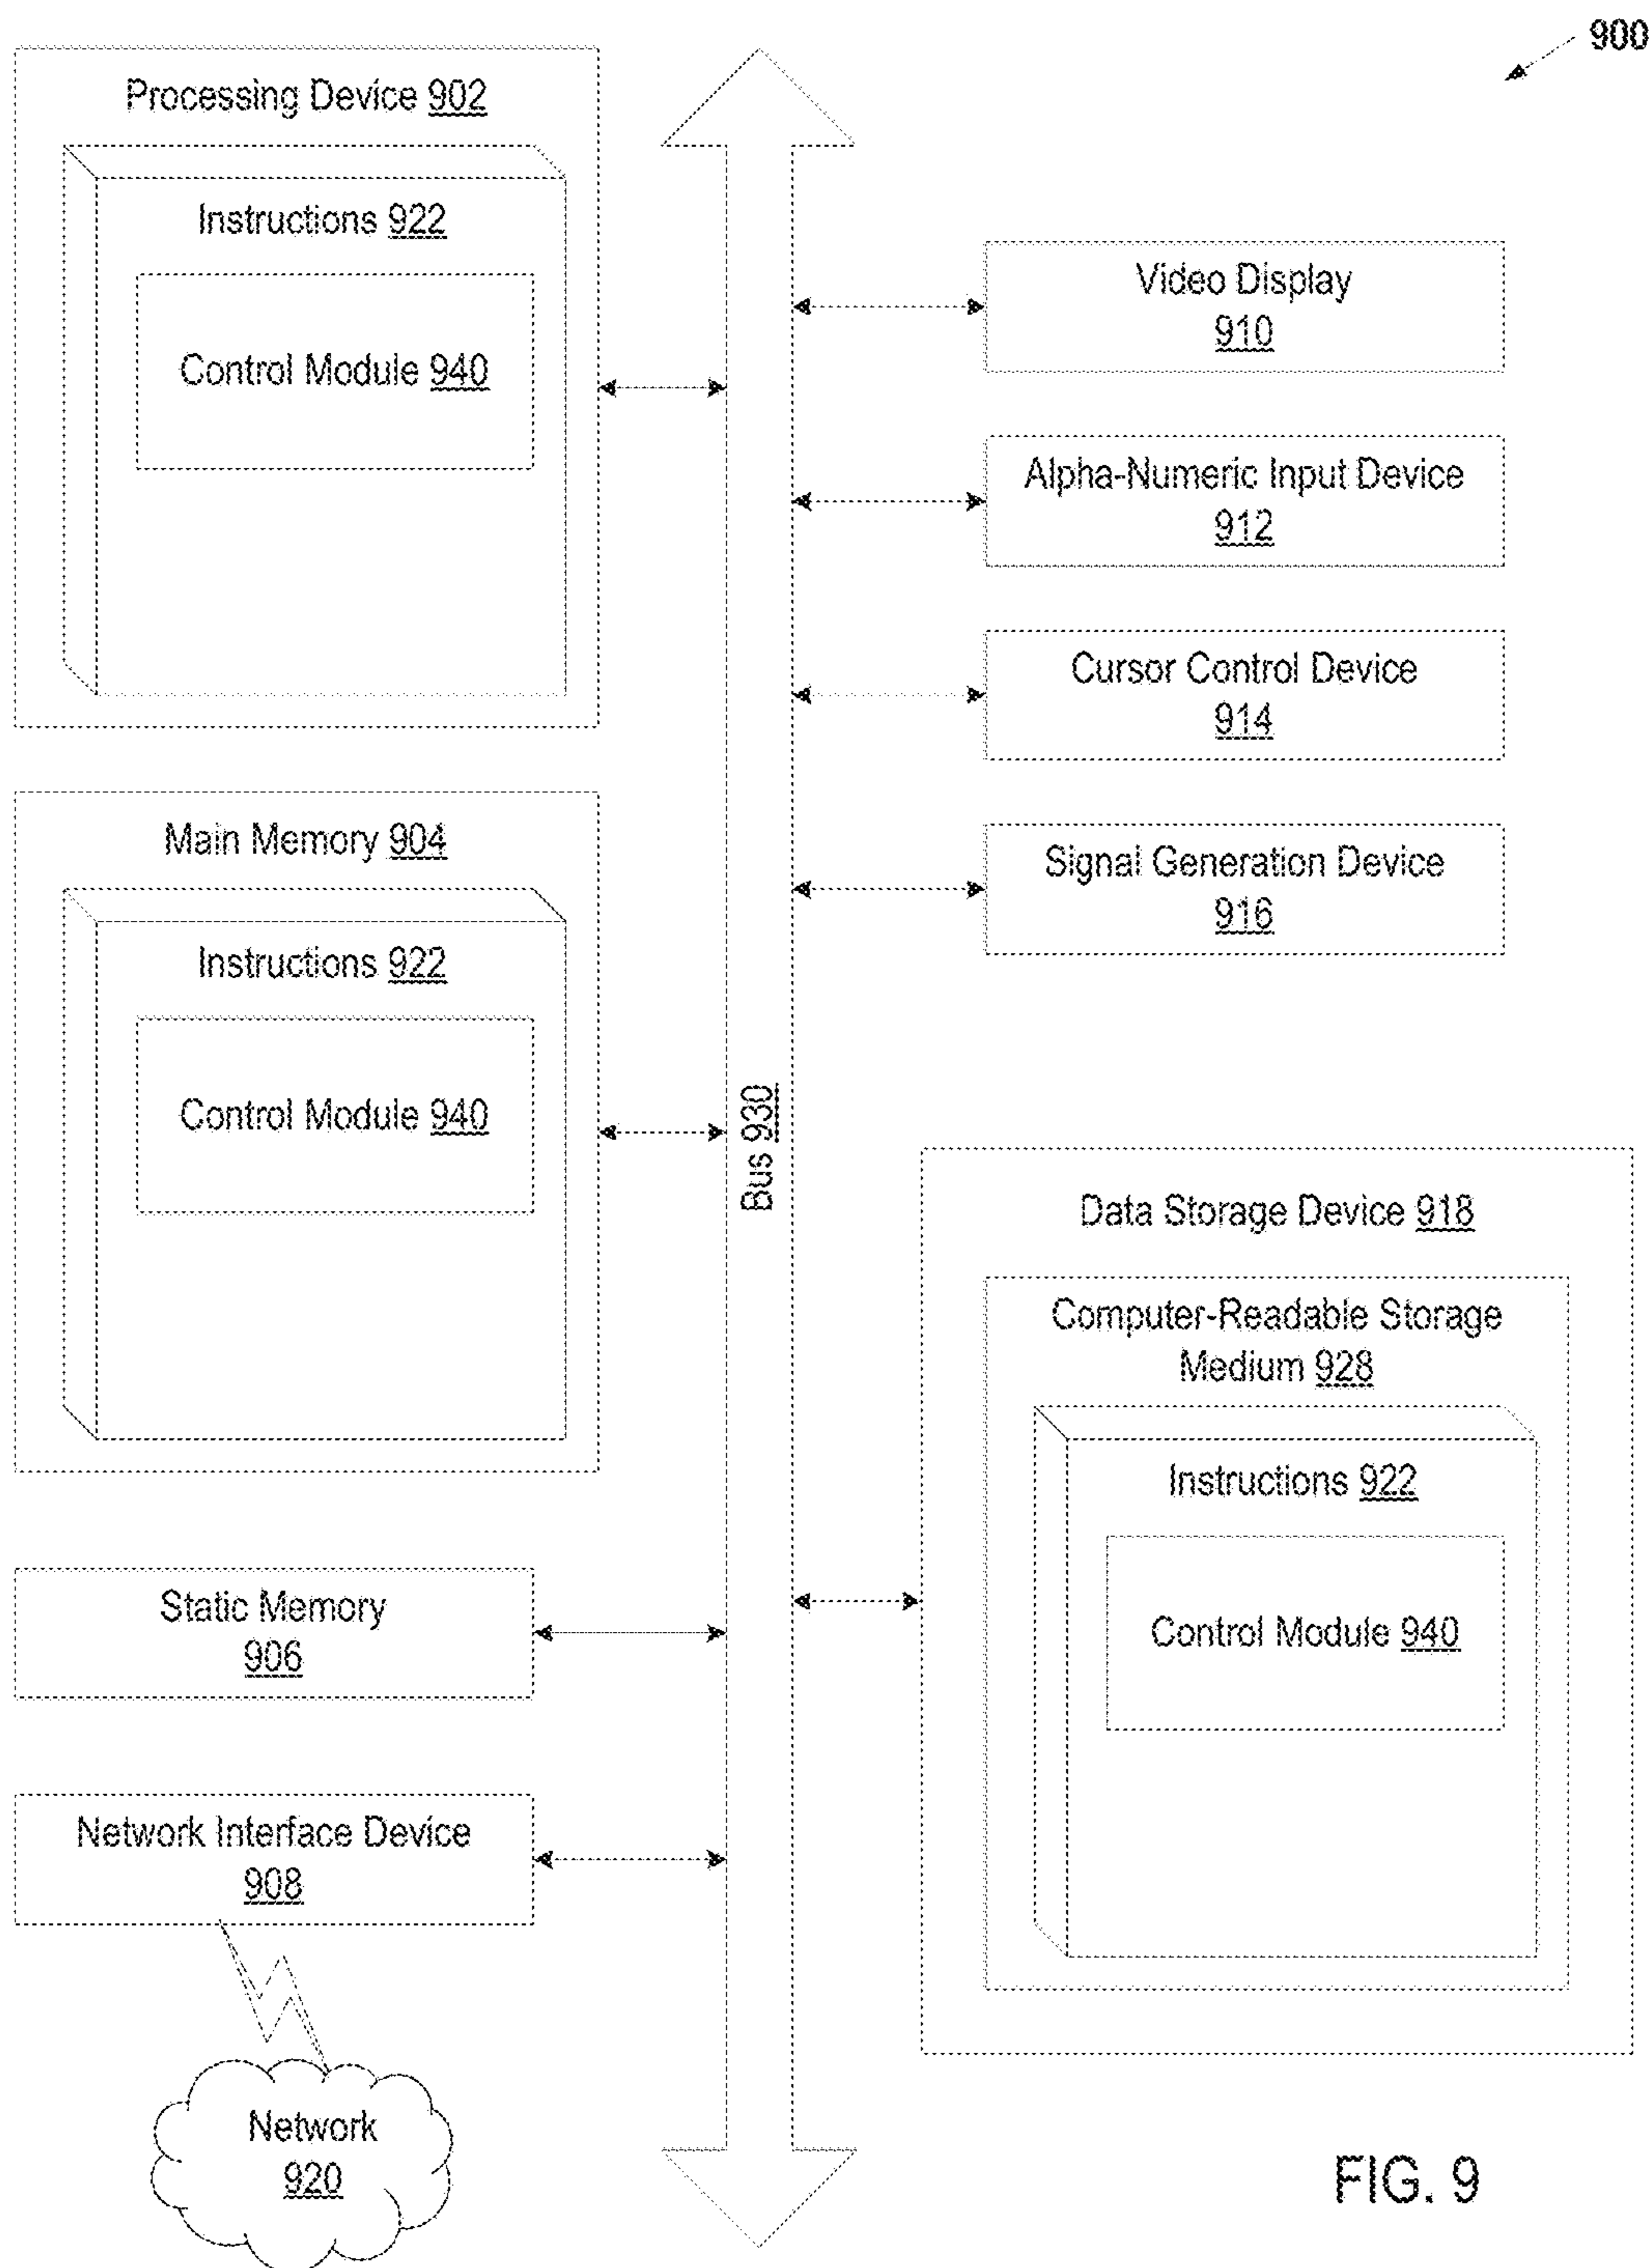 900
Processing Device 902
Instructions 922
Control Module 940
Main Memory 904
Instructions 922
Control Module 940
Static Memory
906
Network Interface Device
908
Network
920
Bus 930
Video Display
910
Alpha-Numeric Input Device
912
Cursor Control Device
914
Signal Generation Device
916
Data Storage Device 918
Computer-Readable Storage
Medium 928
Instructions 922
Control Module 940
FIG. 9